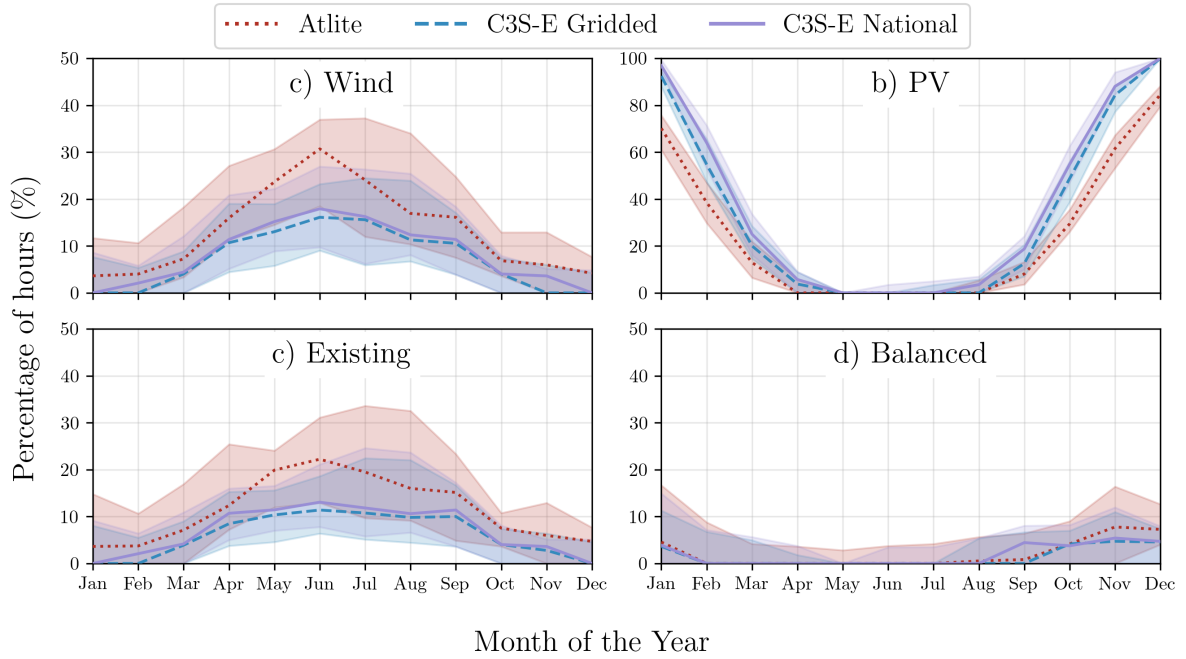 Atlite C3S-E Gridded C3S-E National
c) Wind
50
40
30
20
10
0
b) PV
100
80
60
40
20
0
Percentage of hours (%)
c) Existing
50
40
30
20
10
0
Jan Feb Mar Apr May Jun Jul Aug Sep Oct Nov Dec
d) Balanced
50
40
30
20
10
0
Jan Feb Mar Apr May Jun Jul Aug Sep Oct Nov Dec
Month of the Year